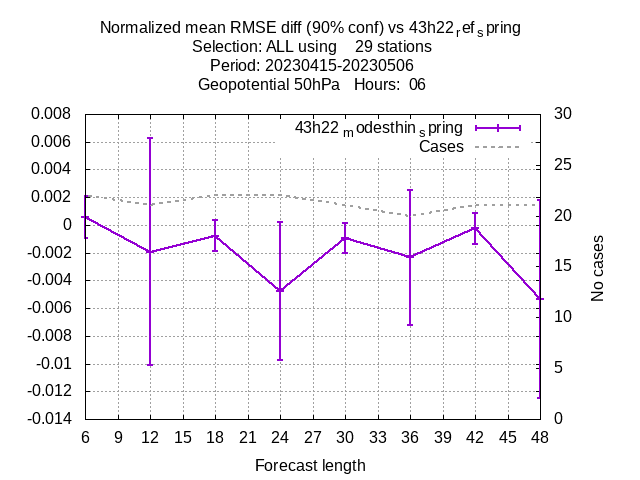 Normalized mean RMSE diff (90% conf) vs 43h22ᵣefₛpring
Selection: ALL using 29 stations
Period: 20230415-20230506
Geopotential 50hPa Hours: 06
43h22ₘodesthinₛpring
Cases
0.008
0.006
0.004
0.002
0
-0.002
-0.004
-0.006
-0.008
-0.01
-0.012
-0.014
30
25
20
15
10
5
0
No cases
6 9 12 15 18 21 24 27 30 33 36 39 42 45 48
Forecast length